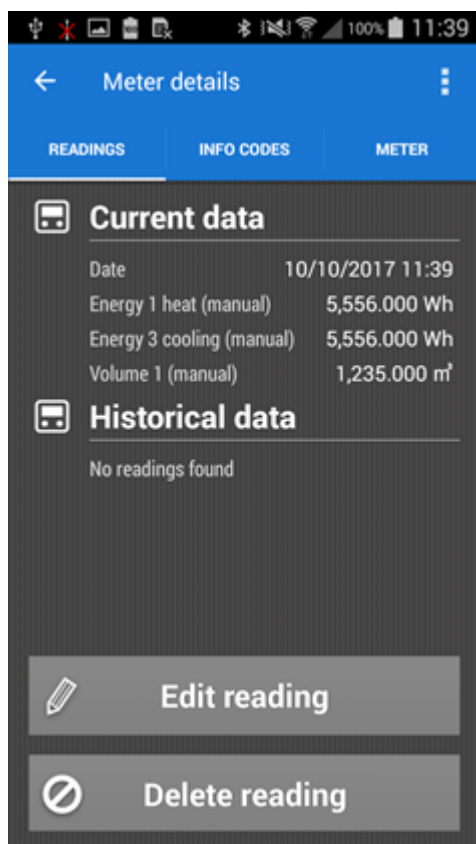 100% 11:39
Meter details
READINGS INFO CODES METER
Current data
Date 10/10/2017 11:39
Energy 1 heat (manual) 5,556.000 Wh
Energy 3 cooling (manual) 5,556.000 Wh
Volume 1 (manual) 1,235.000 m³
Historical data
No readings found
Edit reading
Delete reading